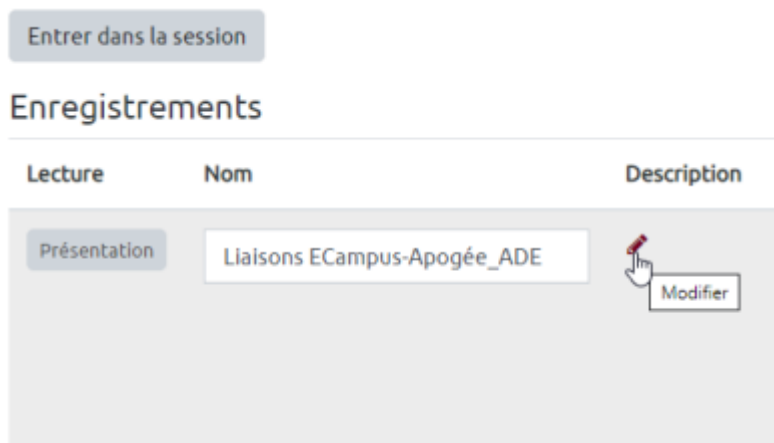 Entrer dans la session
Enregistrements
Lecture Nom Description
Présentation Liaisons ECampus-Apogée_ADE
Modifier